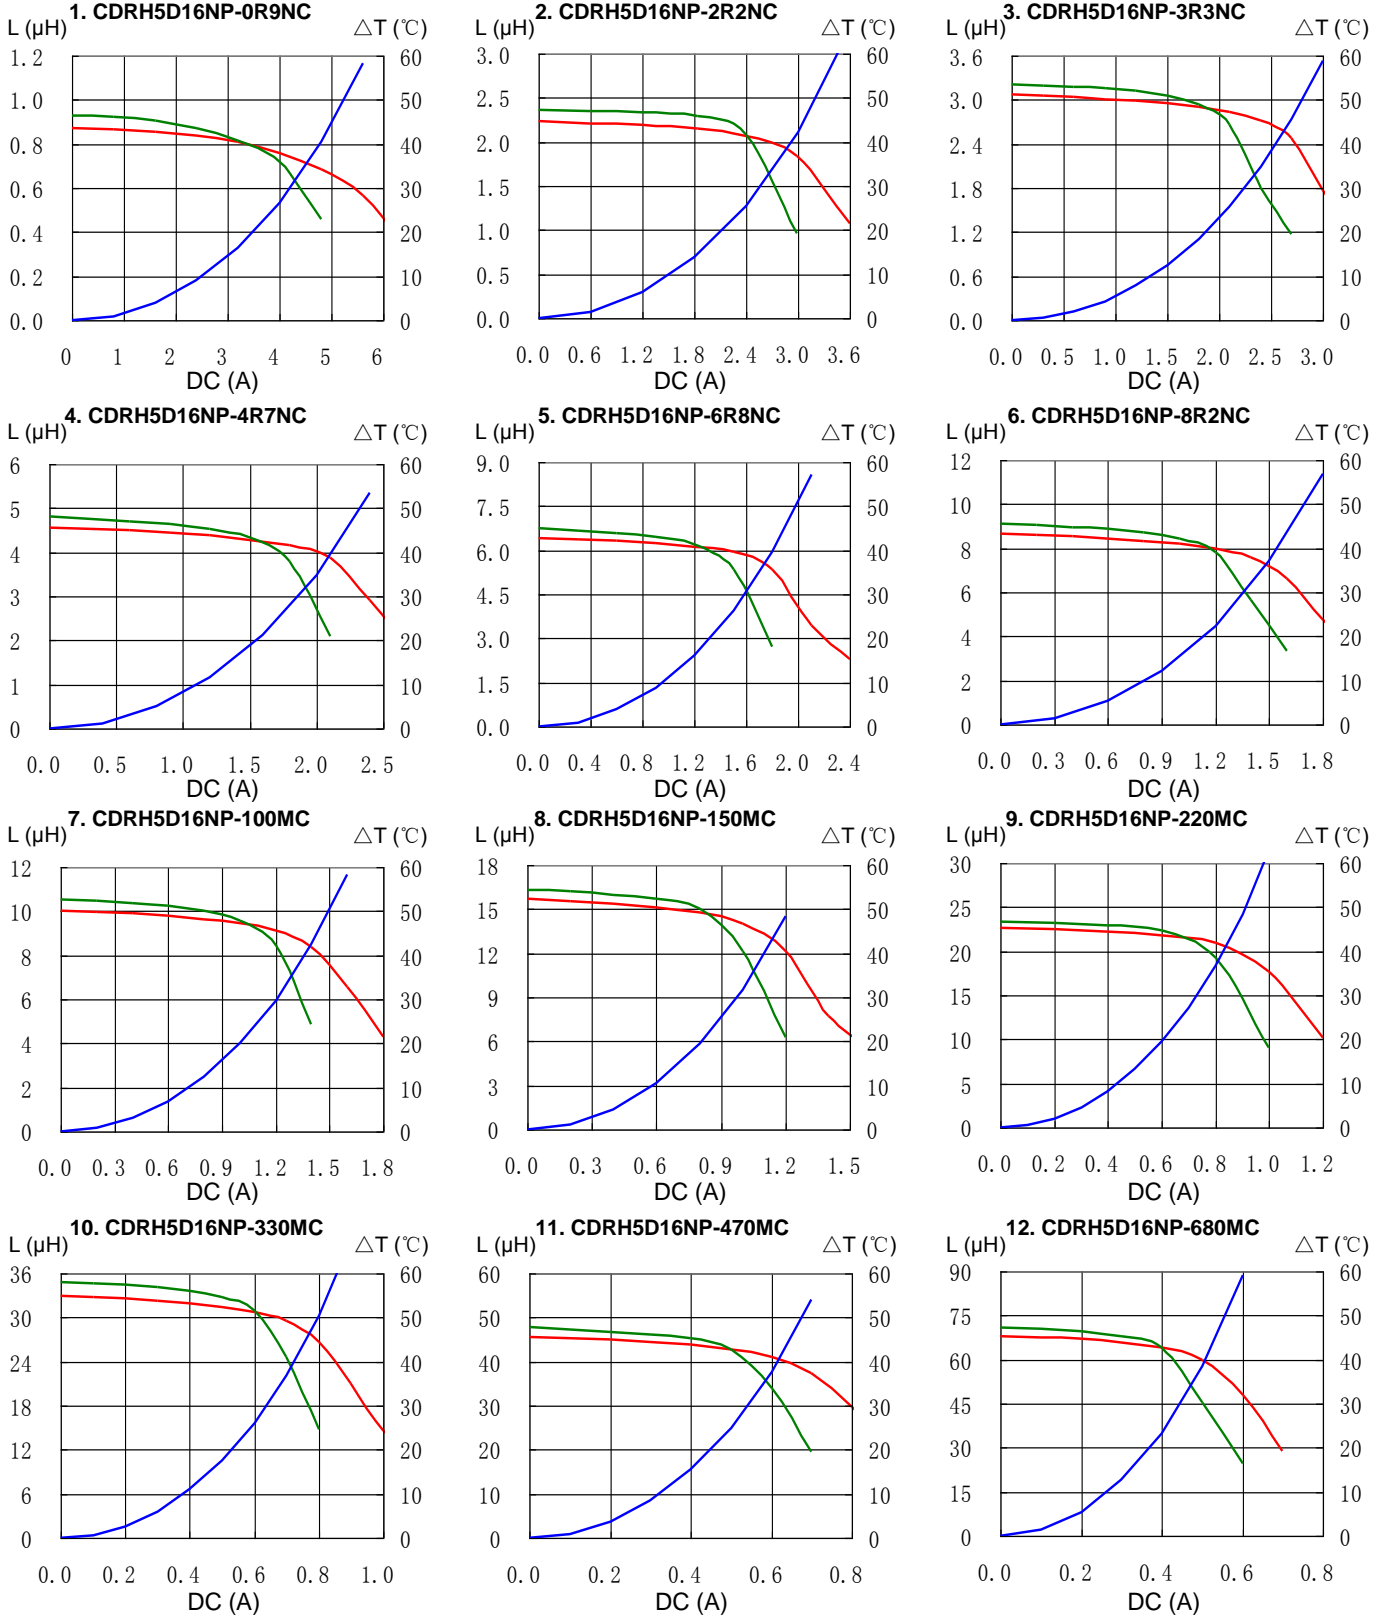 1. CDRH5D16NP-0R9NC
L (µH)
△T (℃)
1.2
1.0
0.8
0.6
0.4
0.2
0.0
60
50
40
30
20
10
0
0 1 2 3 4 5 6
DC (A)
2. CDRH5D16NP-2R2NC
L (µH)
△T (℃)
3.0
2.5
2.0
1.5
1.0
0.5
0.0
60
50
40
30
20
10
0
0.0 0.6 1.2 1.8 2.4 3.0 3.6
DC (A)
3. CDRH5D16NP-3R3NC
L (µH)
△T (℃)
3.6
3.0
2.4
1.8
1.2
0.6
0.0
60
50
40
30
20
10
0
0.0 0.5 1.0 1.5 2.0 2.5 3.0
DC (A)
4. CDRH5D16NP-4R7NC
L (µH)
△T (℃)
6
5
4
3
2
1
0
60
50
40
30
20
10
0
0.0 0.5 1.0 1.5 2.0 2.5
DC (A)
5. CDRH5D16NP-6R8NC
L (µH)
△T (℃)
9.0
7.5
6.0
4.5
3.0
1.5
0.0
60
50
40
30
20
10
0
0.0 0.4 0.8 1.2 1.6 2.0 2.4
DC (A)
6. CDRH5D16NP-8R2NC
L (µH)
△T (℃)
12
10
8
6
4
2
0
60
50
40
30
20
10
0
0.0 0.3 0.6 0.9 1.2 1.5 1.8
DC (A)
7. CDRH5D16NP-100MC
L (µH)
△T (℃)
12
10
8
6
4
2
0
60
50
40
30
20
10
0
0.0 0.3 0.6 0.9 1.2 1.5 1.8
DC (A)
8. CDRH5D16NP-150MC
L (µH)
△T (℃)
18
15
12
9
6
3
0
60
50
40
30
20
10
0
0.0 0.3 0.6 0.9 1.2 1.5
DC (A)
9. CDRH5D16NP-220MC
L (µH)
△T (℃)
30
25
20
15
10
5
0
60
50
40
30
20
10
0
0.0 0.2 0.4 0.6 0.8 1.0 1.2
DC (A)
10. CDRH5D16NP-330MC
L (µH)
△T (℃)
36
30
24
18
12
6
0
60
50
40
30
20
10
0
0.0 0.2 0.4 0.6 0.8 1.0
DC (A)
11. CDRH5D16NP-470MC
L (µH)
△T (℃)
60
50
40
30
20
10
0
60
50
40
30
20
10
0
0.0 0.2 0.4 0.6 0.8
DC (A)
12. CDRH5D16NP-680MC
L (µH)
△T (℃)
90
75
60
45
30
15
0
60
50
40
30
20
10
0
0.0 0.2 0.4 0.6 0.8
DC (A)